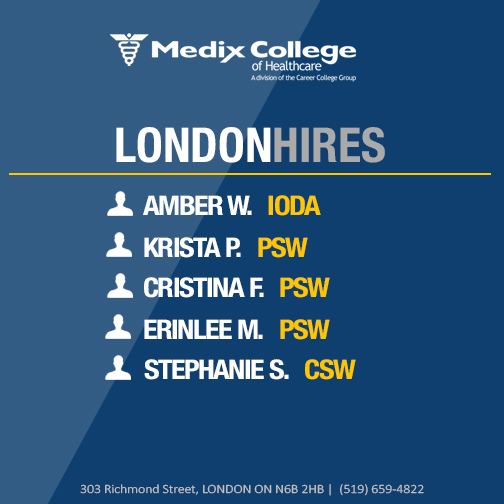 Medix College
of Healthcare
A division of the Career College Group
LONDONHIRES
AMBER W. IODA
KRISTA P. PSW
CRISTINA F. PSW
ERINLEE M. PSW
STEPHANIE S. CSW
303 Richmond Street, LONDON ON N6B 2HB | (519) 659-4822